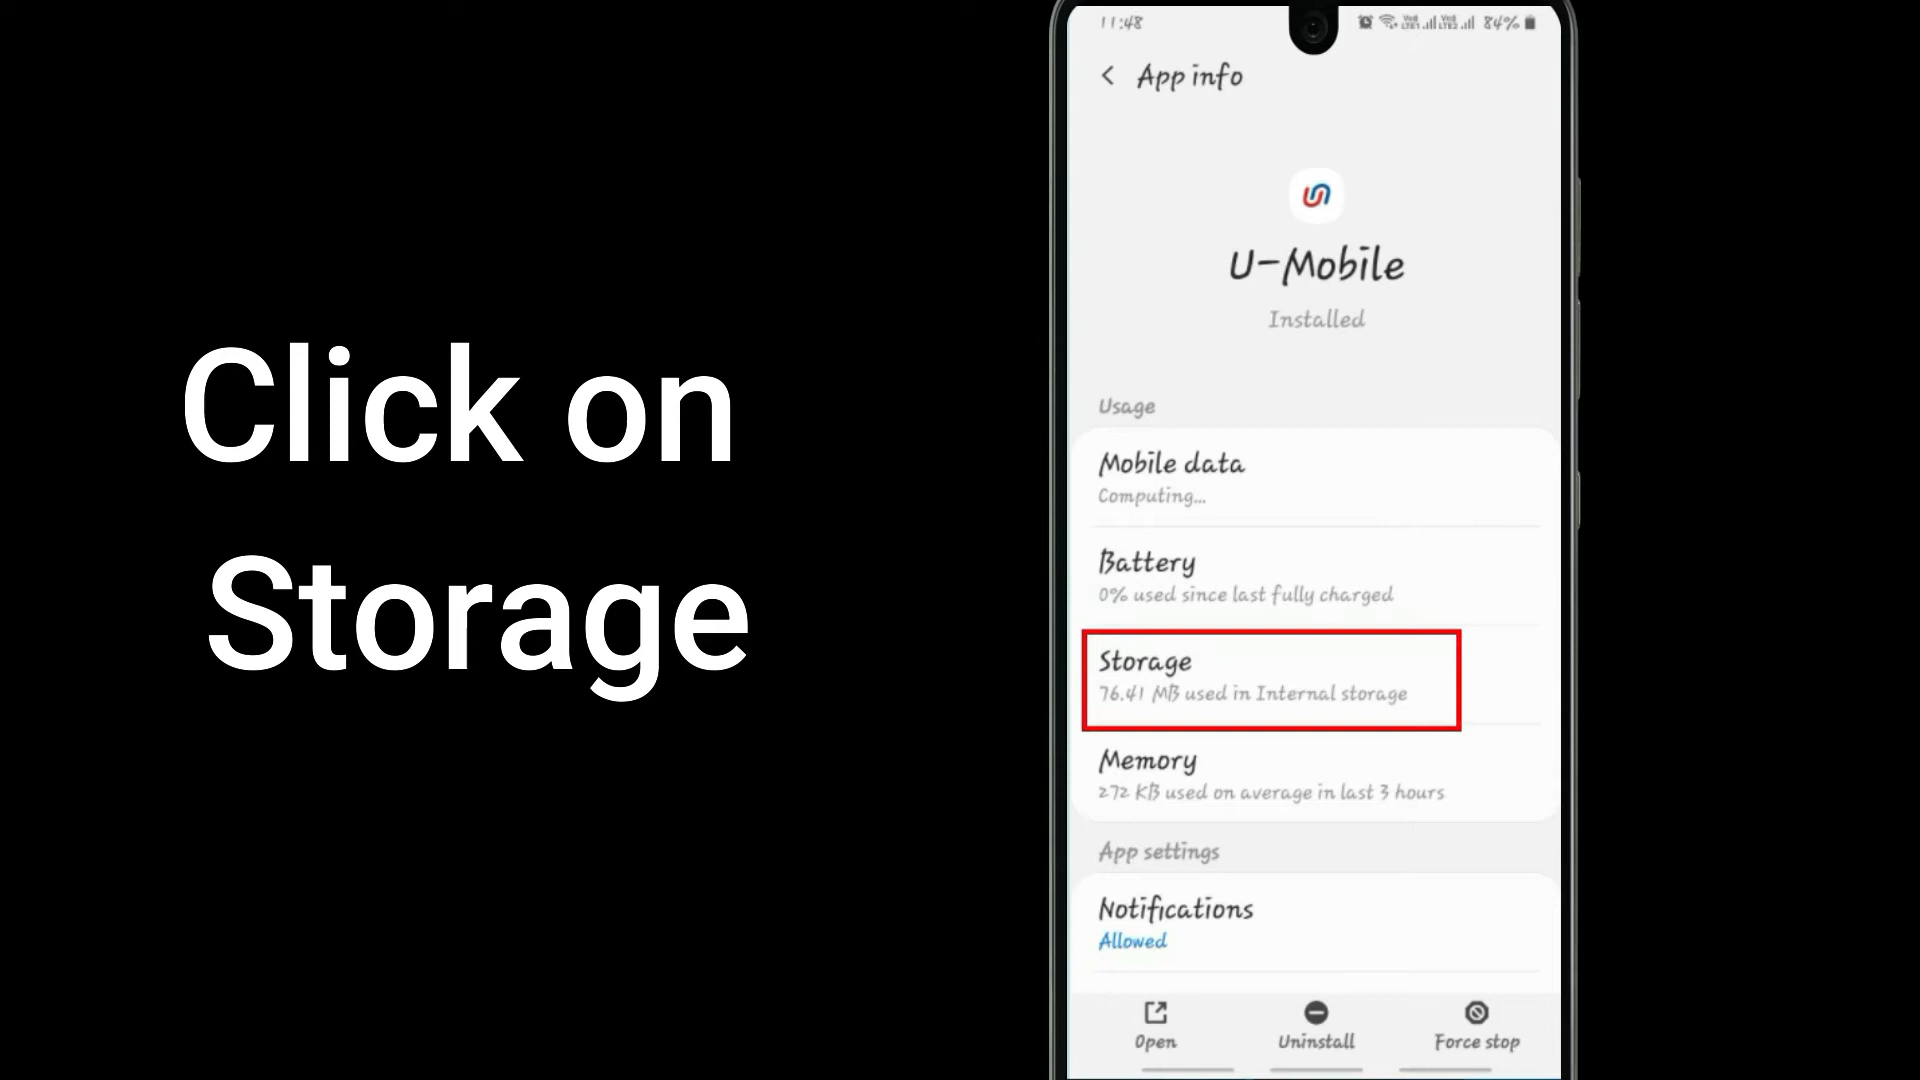 Click on
Storage
11:48
84%
App info
U-Mobile
Installed
Usage
Mobile data
Computing...
Battery
0% used since last fully charged
Storage
76.41 MB used in Internal storage
Memory
272 KB used on average in last 3 hours
App settings
Notifications
Allowed
Open Uninstall Force stop